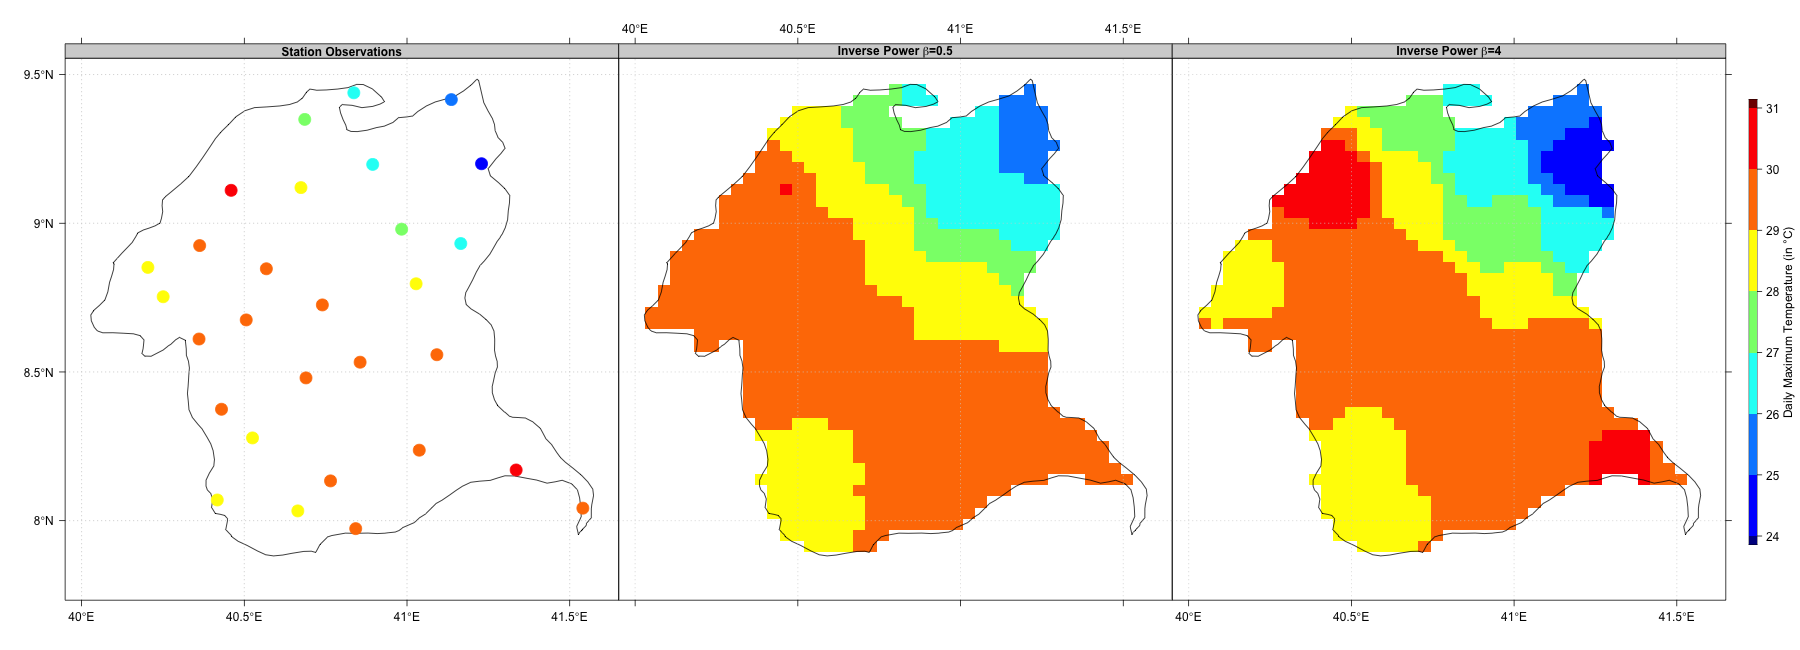 40°E 40.5°E 41°E 41.5°E
Station Observations Inverse Power β=0.5 Inverse Power β=4
9.5°N
9°N
8.5°N
8°N
31
30
29
28
27
26
25
24
Daily Maximum Temperature (in °C)
40°E 40.5°E 41°E 41.5°E 40°E 40.5°E 41°E 41.5°E